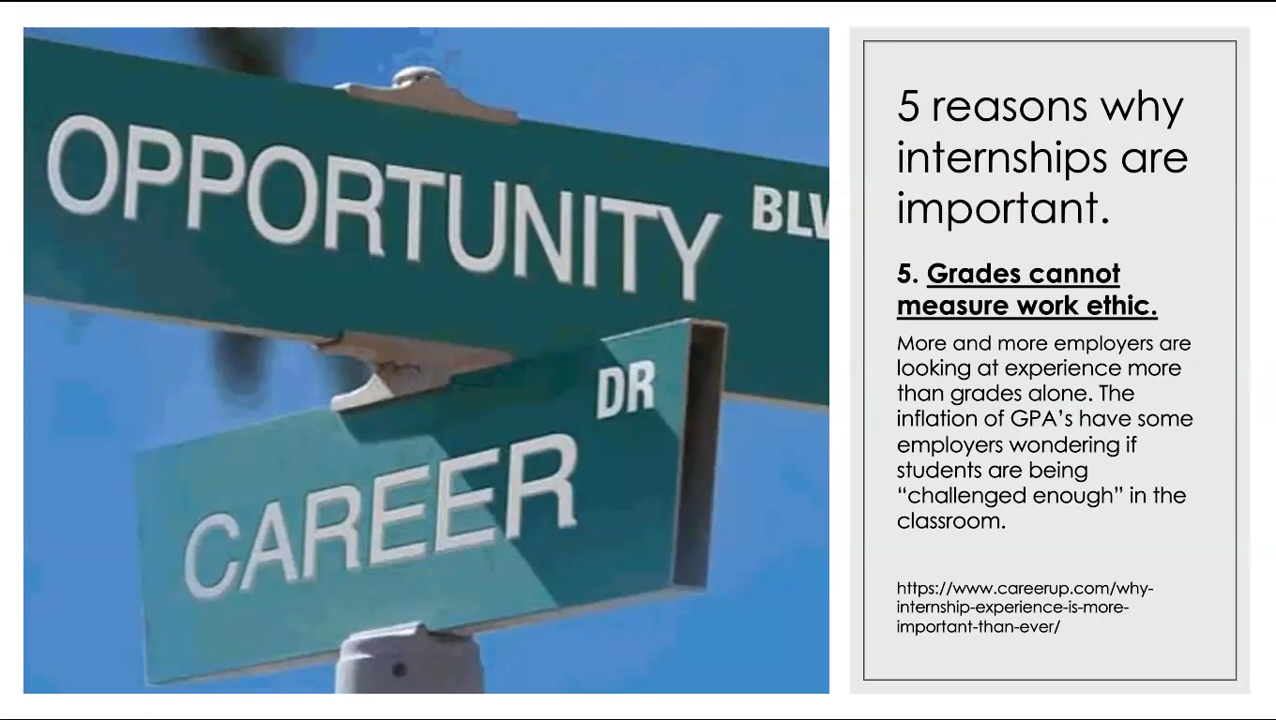 OPPORTUNITY BLV
CAREER DR
5 reasons why
internships are
important.
5. Grades cannot
measure work ethic.
More and more employers are
looking at experience more
than grades alone. The
inflation of GPA’s have some
employers wondering if
students are being
“challenged enough” in the
classroom.
https://www.careerup.com/why-
internship-experience-is-more-
important-than-ever/